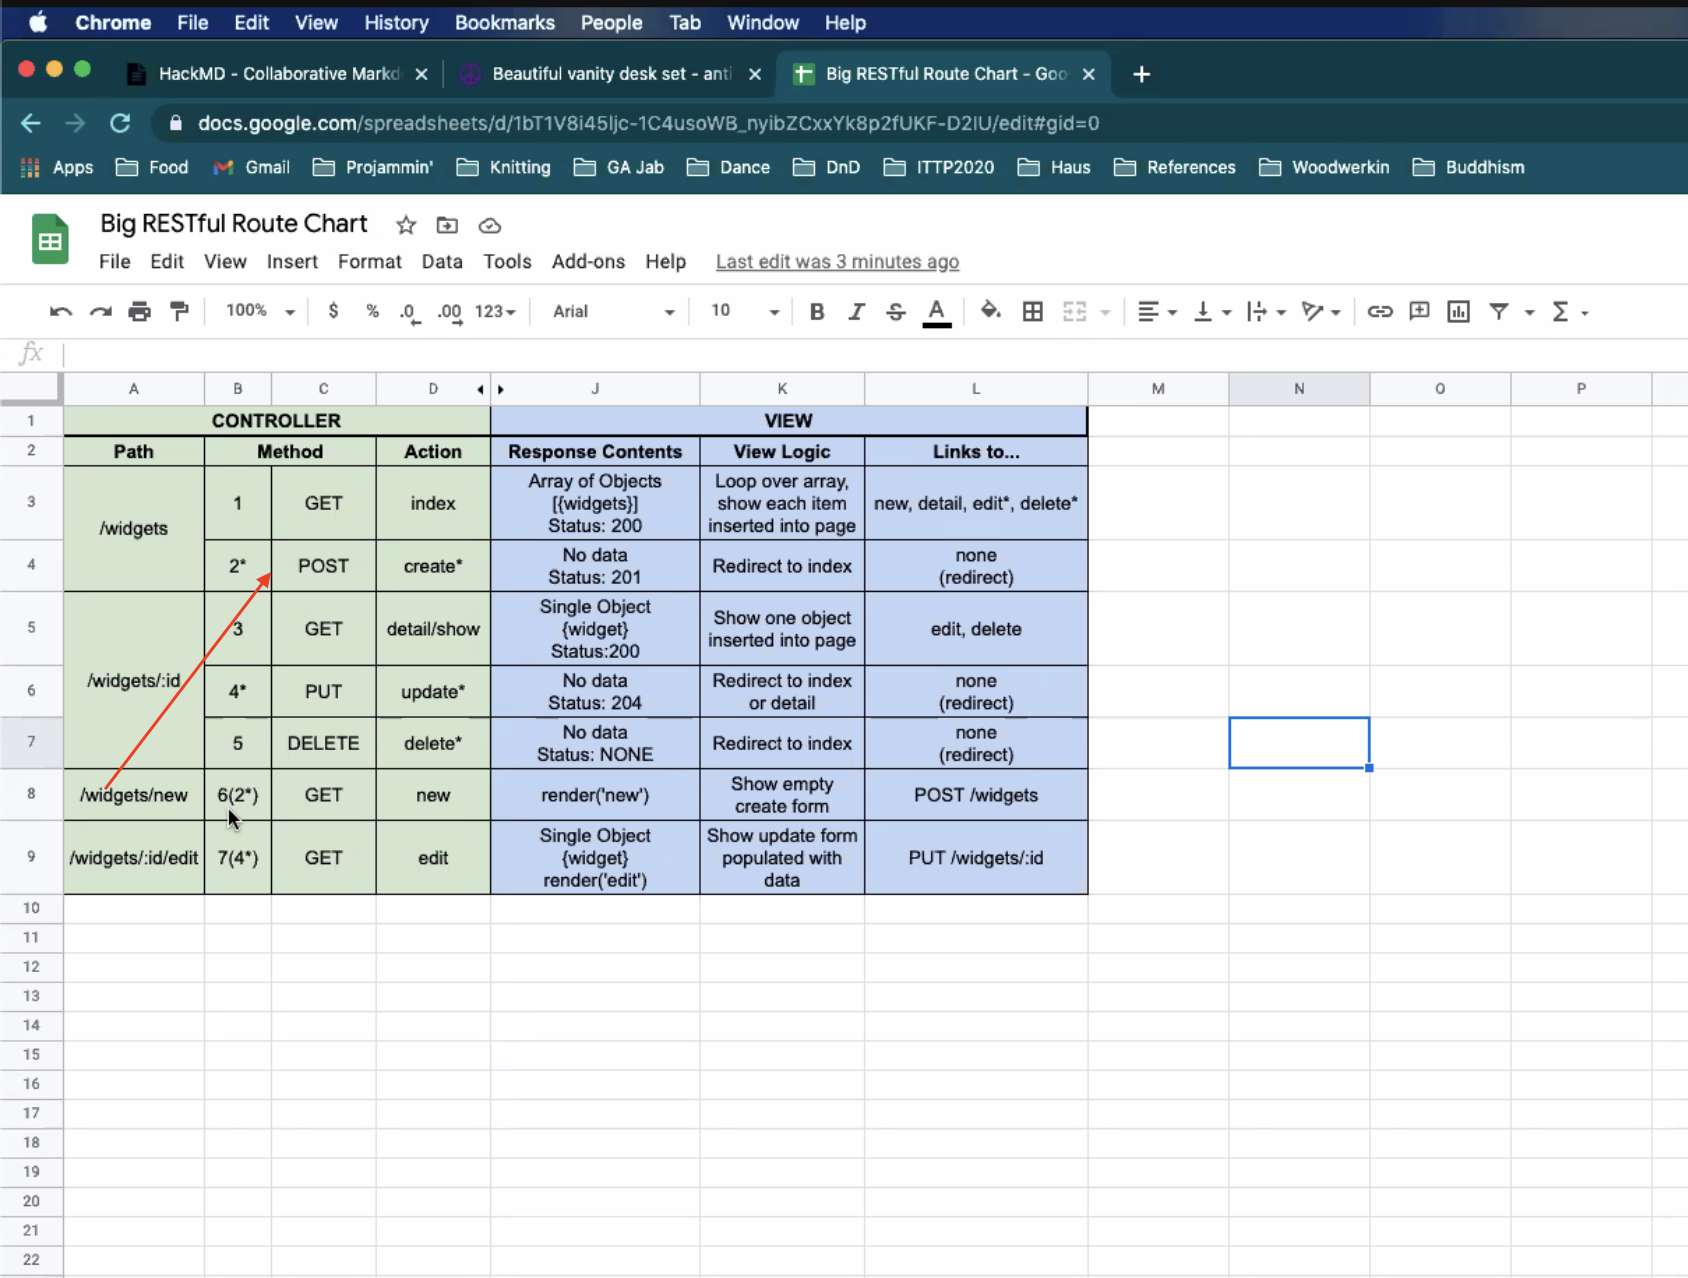 Chrome File Edit View History Bookmarks People Tab Window Help
HackMD - Collaborative Markd Beautiful vanity desk set - anti Big RESTful Route Chart - Goo
docs.google.com/spreadsheets/d/1bT1V8i45ljc-1C4usoWB_nyibZCxxYk8p2fUKF-D2IU/edit#gid=0
Apps Food Gmail Projammin' Knitting GA Jab Dance DnD ITTP2020 Haus References Woodwerkin Buddhism
Big RESTful Route Chart
File Edit View Insert Format Data Tools Add-ons Help Last edit was 3 minutes ago
100% $ % .0 .00 123 Arial 10 B I S A Σ
fx
A B C D J K L M N O P
1 CONTROLLER VIEW
2 Path Method Action Response Contents View Logic Links to...
3 /widgets 1 GET index Array of Objects [{widgets}] Status: 200 Loop over array, show each item inserted into page new, detail, edit*, delete*
4 2* POST create* No data Status: 201 Redirect to index none (redirect)
5 /widgets/:id 3 GET detail/show Single Object {widget} Status:200 Show one object inserted into page edit, delete
6 4* PUT update* No data Status: 204 Redirect to index or detail none (redirect)
7 5 DELETE delete* No data Status: NONE Redirect to index none (redirect)
8 /widgets/new 6(2*) GET new render('new') Show empty create form POST /widgets
9 /widgets/:id/edit 7(4*) GET edit Single Object {widget} render('edit') Show update form populated with data PUT /widgets/:id
10
11
12
13
14
15
16
17
18
19
20
21
22